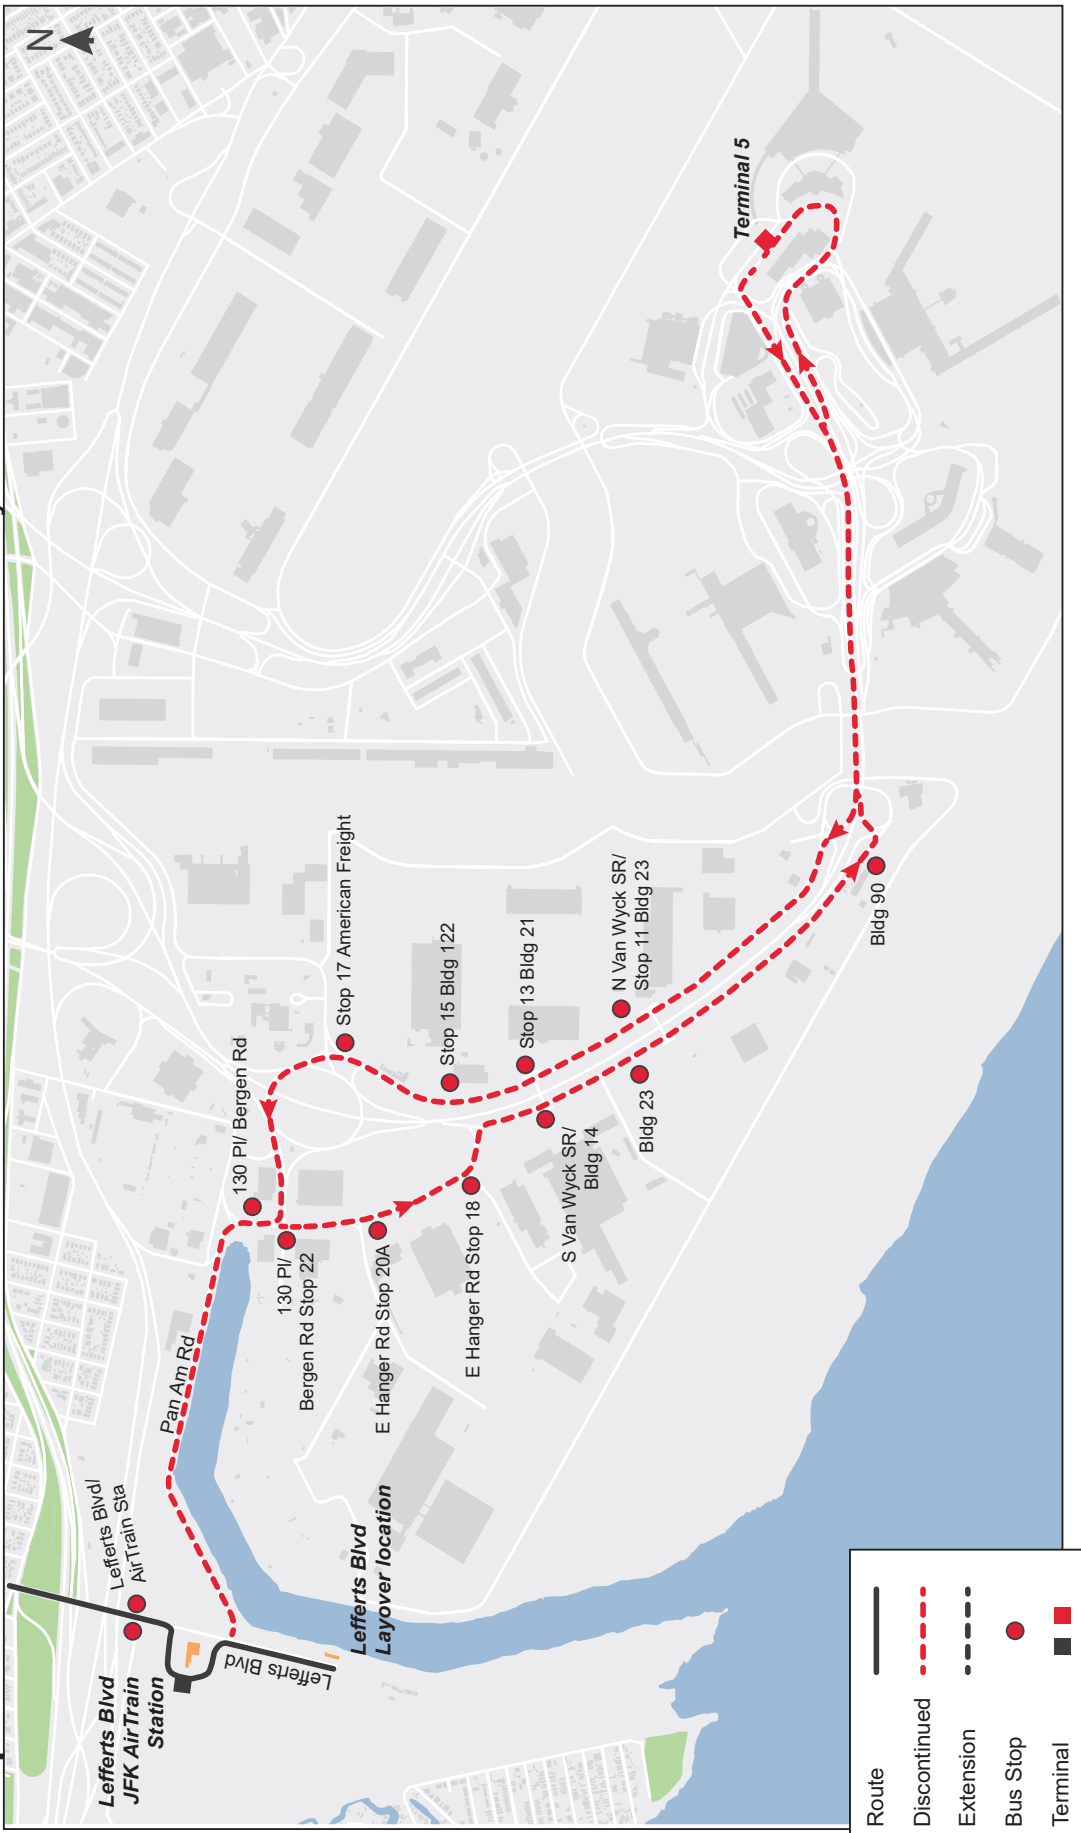 N
Terminal 5
Lefferts Blvd
JFK AirTrain
Station
Lefferts Blvd/
AirTrain Sta
Pan Am Rd
Lefferts Blvd
Lefferts Blvd
Layover location
130 Pl/ Bergen Rd
130 Pl/
Bergen Rd Stop 22
Stop 17 American Freight
E Hanger Rd Stop 20A
Stop 15 Bldg 122
E Hanger Rd Stop 18
Stop 13 Bldg 21
S Van Wyck SR/
Bldg 14
N Van Wyck SR/
Stop 11 Bldg 23
Bldg 23
Bldg 90
Route
Discontinued
Extension
Bus Stop
Terminal